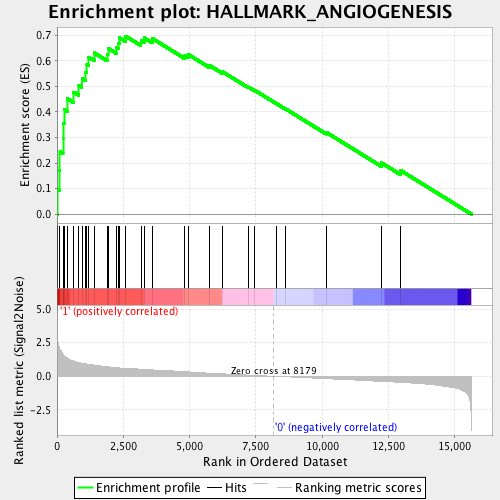 Enrichment plot: HALLMARK_ANGIOGENESIS
Enrichment score (ES)
0.7
0.6
0.5
0.4
0.3
0.2
0.1
0.0
Ranked list metric (Signal2Noise)
5.0
2.5
0.0
-2.5
'1' (positively correlated)
Zero cross at 8179
'0' (negatively correlated)
0 2,500 5,000 7,500 10,000 12,500 15,000
Rank in Ordered Dataset
Enrichment profile Hits Ranking metric scores